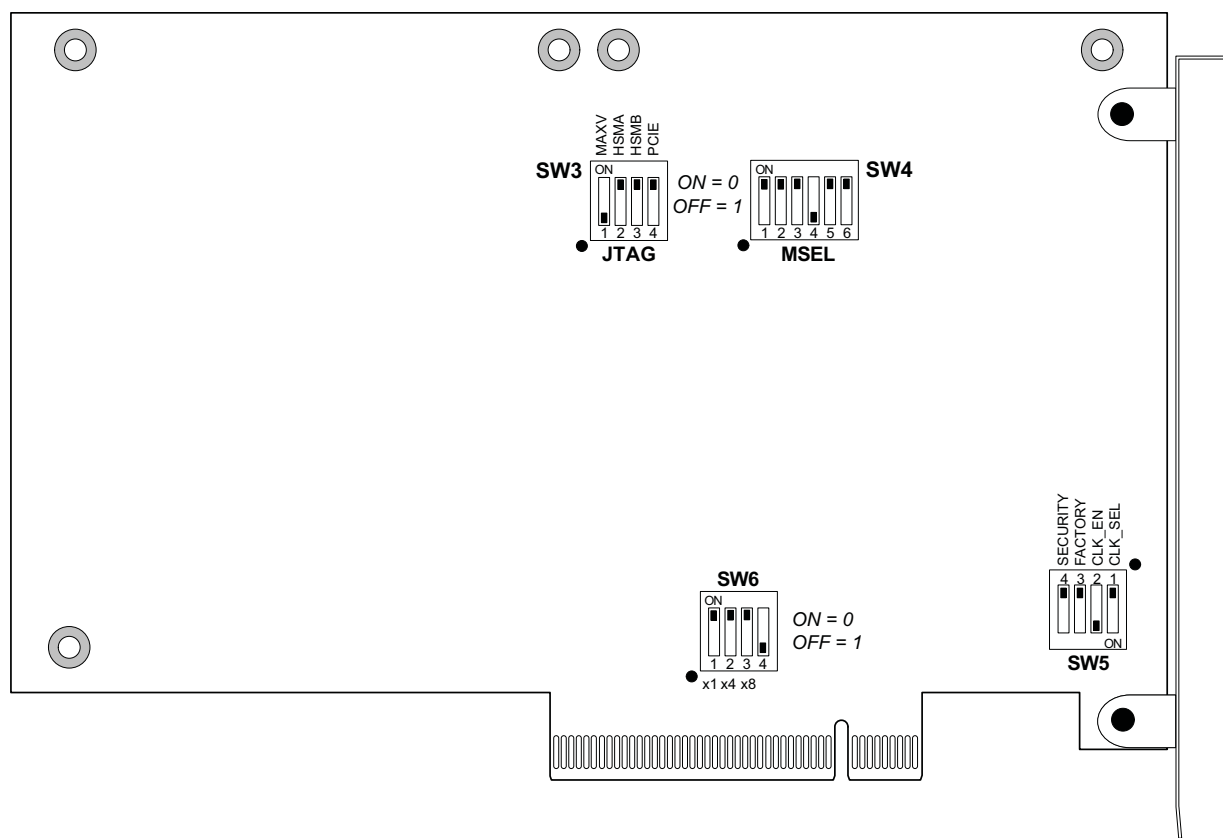 MAXV
HSMA
HSMB
PCIE
SW3
ON
1 2 3 4
JTAG
ON = 0
OFF = 1
SW4
ON
1 2 3 4 5 6
MSEL
SECURITY
FACTORY
CLK_EN
CLK_SEL
4 3 2 1
ON
SW5
SW6
ON
1 2 3 4
x1 x4 x8
ON = 0
OFF = 1